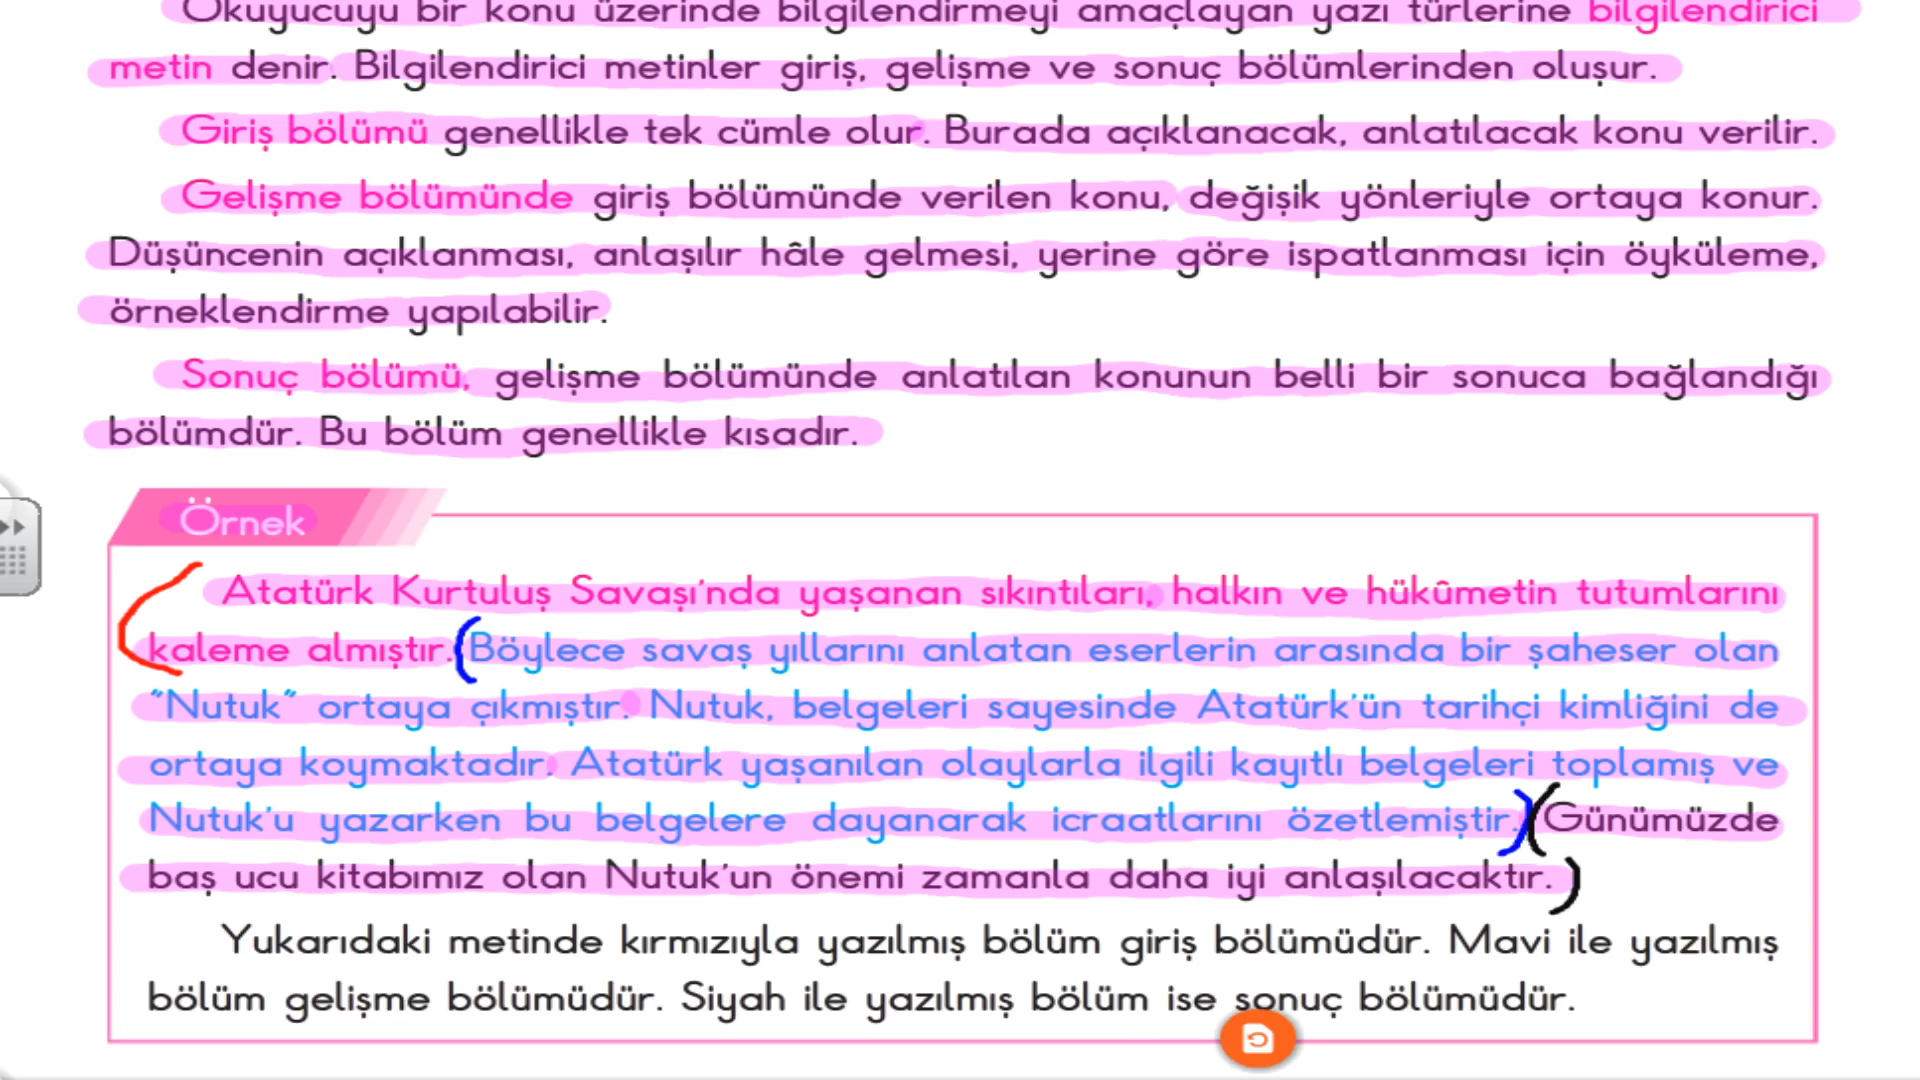 Okuyucuyu bir konu üzerinde bilgilendirmeyi amaçlayan yazı türlerine bilgilendirici
metin denir. Bilgilendirici metinler giriş, gelişme ve sonuç bölümlerinden oluşur.
Giriş bölümü genellikle tek cümle olur. Burada açıklanacak, anlatılacak konu verilir.
Gelişme bölümünde giriş bölümünde verilen konu, değişik yönleriyle ortaya konur.
Düşüncenin açıklanması, anlaşılır hâle gelmesi, yerine göre ispatlanması için öyküleme,
örneklendirme yapılabilir.
Sonuç bölümü, gelişme bölümünde anlatılan konunun belli bir sonuca bağlandığı
bölümdür. Bu bölüm genellikle kısadır.
Örnek
Atatürk Kurtuluş Savaşı'nda yaşanan sıkıntıları, halkın ve hükûmetin tutumlarını
kaleme almıştır. Böylece savaş yıllarını anlatan eserlerin arasında bir şaheser olan
"Nutuk" ortaya çıkmıştır. Nutuk, belgeleri sayesinde Atatürk'ün tarihçi kimliğini de
ortaya koymaktadır. Atatürk yaşanılan olaylarla ilgili kayıtlı belgeleri toplamış ve
Nutuk'u yazarken bu belgelere dayanarak icraatlarını özetlemiştir. Günümüzde
baş ucu kitabımız olan Nutuk'un önemi zamanla daha iyi anlaşılacaktır.
Yukarıdaki metinde kırmızıyla yazılmış bölüm giriş bölümüdür. Mavi ile yazılmış
bölüm gelişme bölümüdür. Siyah ile yazılmış bölüm ise sonuç bölümüdür.